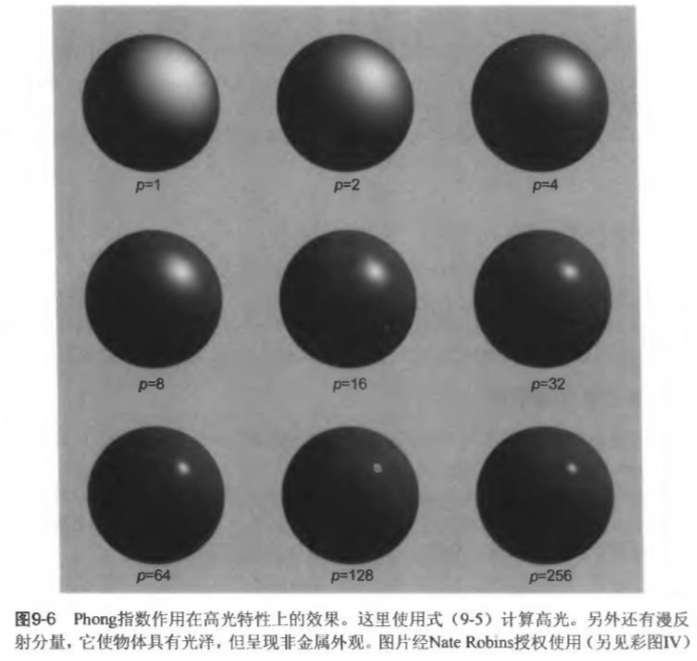 p=1
p=2
p=4
p=8
p=16
p=32
p=64
p=128
p=256
图9-6 Phong指数作用在高光特性上的效果。这里使用式（9-5）计算高光。另外还有漫反
射分量，它使物体具有光泽，但呈现非金属外观。图片经Nate Robins授权使用（另见彩图IV）